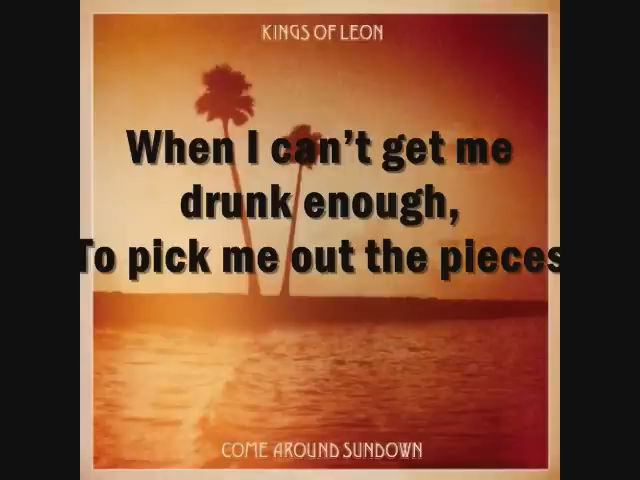 KINGS OF LEON
When I can't get me
drunk enough,
To pick me out the pieces
COME AROUND SUNDOWN